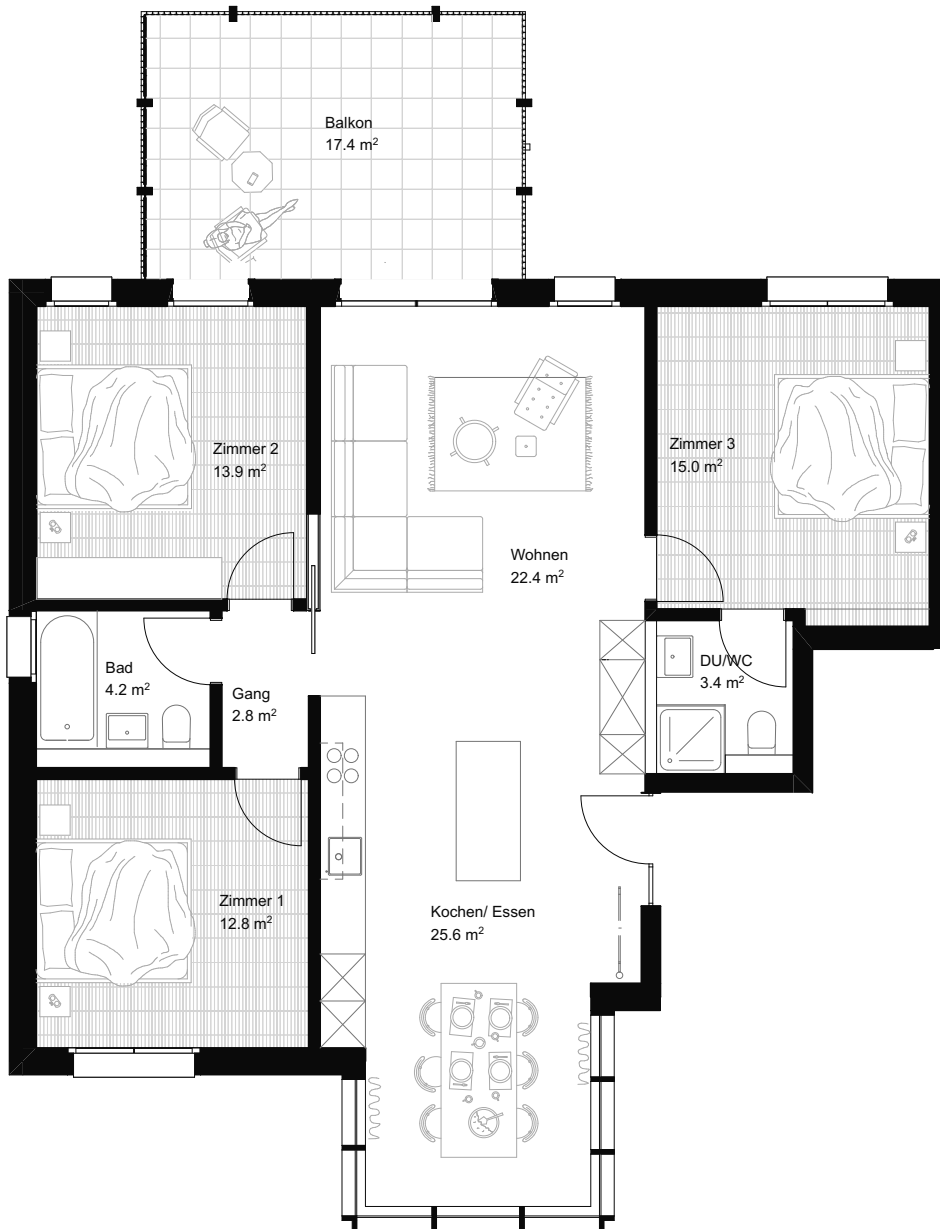 Balkon
17.4 m²
Zimmer 2
13.9 m²
Zimmer 3
15.0 m²
Wohnen
22.4 m²
Bad
4.2 m²
Gang
2.8 m²
DU/WC
3.4 m²
Zimmer 1
12.8 m²
Kochen/ Essen
25.6 m²